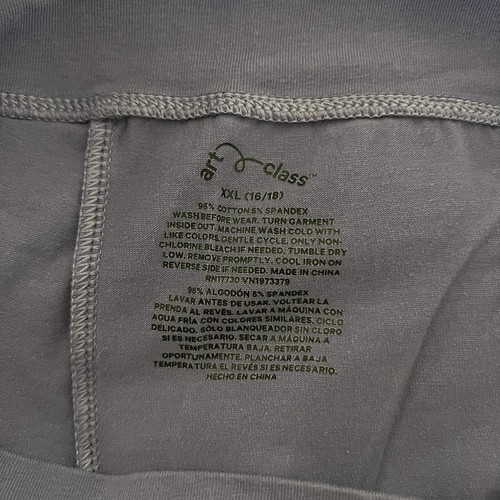 art class™
XXL (16/18)
95% COTTON 5% SPANDEX
WASH BEFORE WEAR. TURN GARMENT
INSIDE OUT. MACHINE WASH COLD WITH
LIKE COLORS, GENTLE CYCLE. ONLY NON-
CHLORINE BLEACH IF NEEDED. TUMBLE DRY
LOW. REMOVE PROMPTLY. COOL IRON ON
REVERSE SIDE IF NEEDED. MADE IN CHINA
RN17730 VN1973379
95% ALGODÓN 5% SPANDEX
LAVAR ANTES DE USAR. VOLTEAR LA
PRENDA AL REVÉS. LAVAR A MÁQUINA CON
AGUA FRÍA CON COLORES SIMILARES. CICLO
DELICADO. SÓLO BLANQUEADOR SIN CLORO
SI ES NECESARIO. SECAR A MÁQUINA A
TEMPERATURA BAJA. RETIRAR
OPORTUNAMENTE. PLANCHAR A BAJA
TEMPERATURA EL REVÉS SI ES NECESARIO.
HECHO EN CHINA